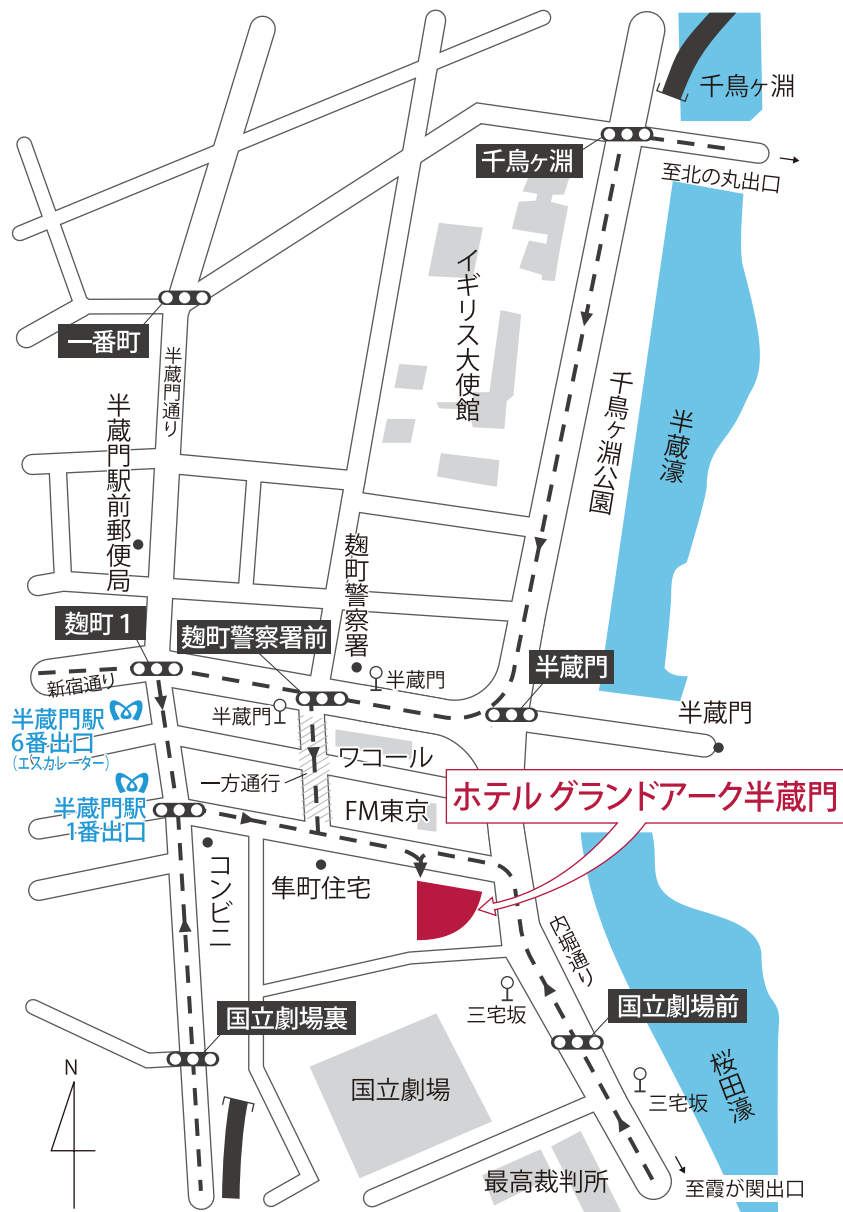 千鳥ヶ淵
千鳥ヶ淵
至北の丸出口
イギリス大使館
一番町
半蔵門通り
千鳥ヶ淵公園
半蔵濠
半蔵門駅前郵便局
麹町警察署
麹町1
麹町警察署前
半蔵門
半蔵門
新宿通り
半蔵門
半蔵門
半蔵門駅
6番出口
(エスカレーター)
ワコール
一方通行
半蔵門駅
1番出口
FM東京
ホテル グランドアーク半蔵門
コンビニ
隼町住宅
内堀通り
三宅坂
国立劇場前
国立劇場裏
国立劇場
桜田濠
三宅坂
N
最高裁判所
至霞が関出口